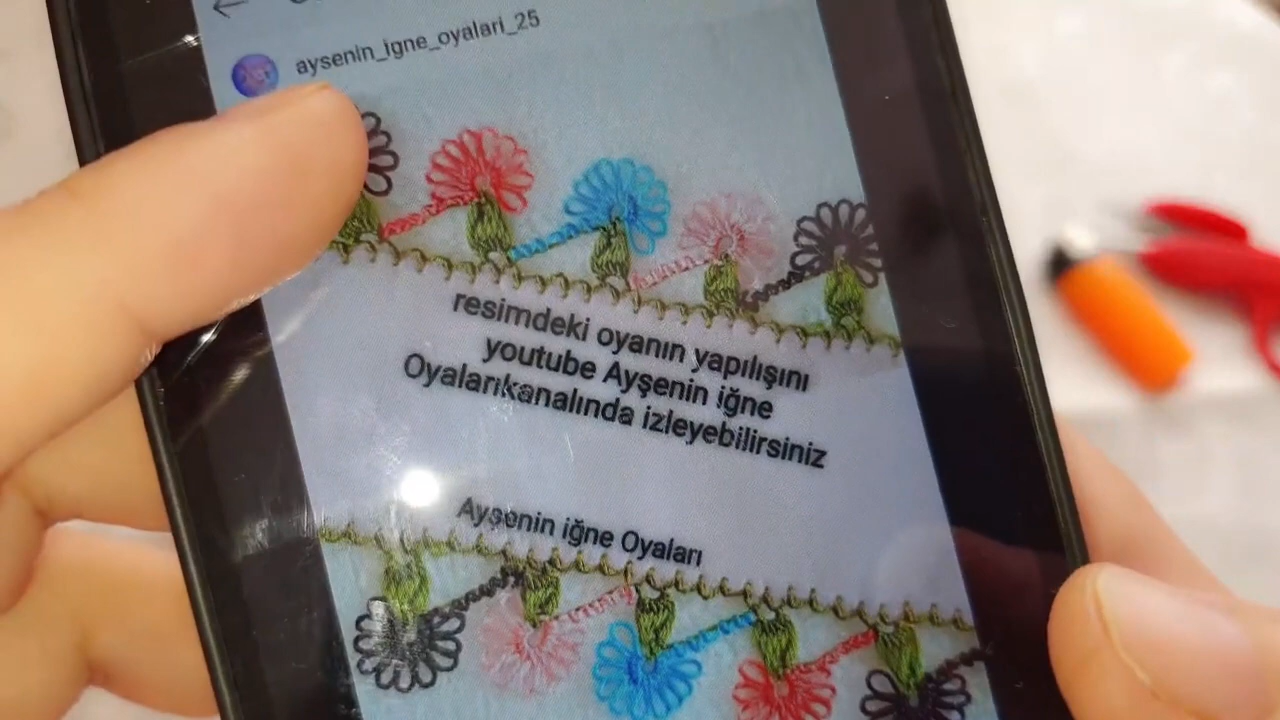 aysenin_igne_oyalari_25
resimdeki oyanın yapılışını
youtube Ayşenin iğne
Oyalarıkanalında izleyebilirsiniz
Ayşenin iğne Oyaları